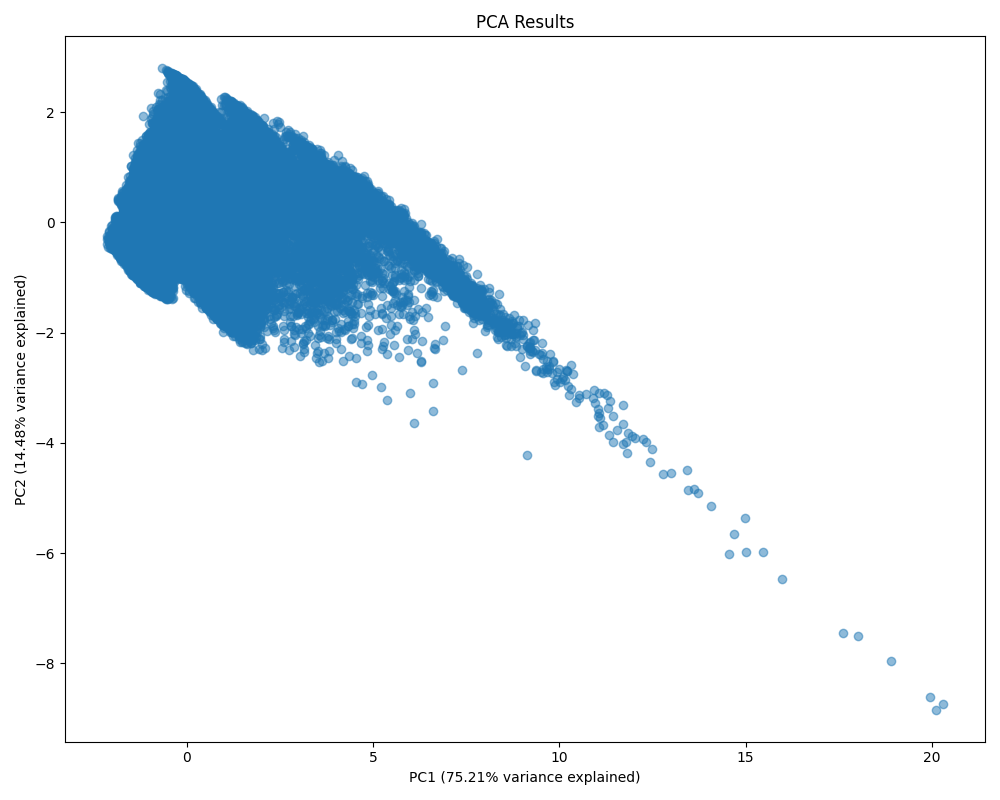 PCA Results
2
0
−2
−4
−6
−8
PC2 (14.48% variance explained)
0 5 10 15 20
PC1 (75.21% variance explained)